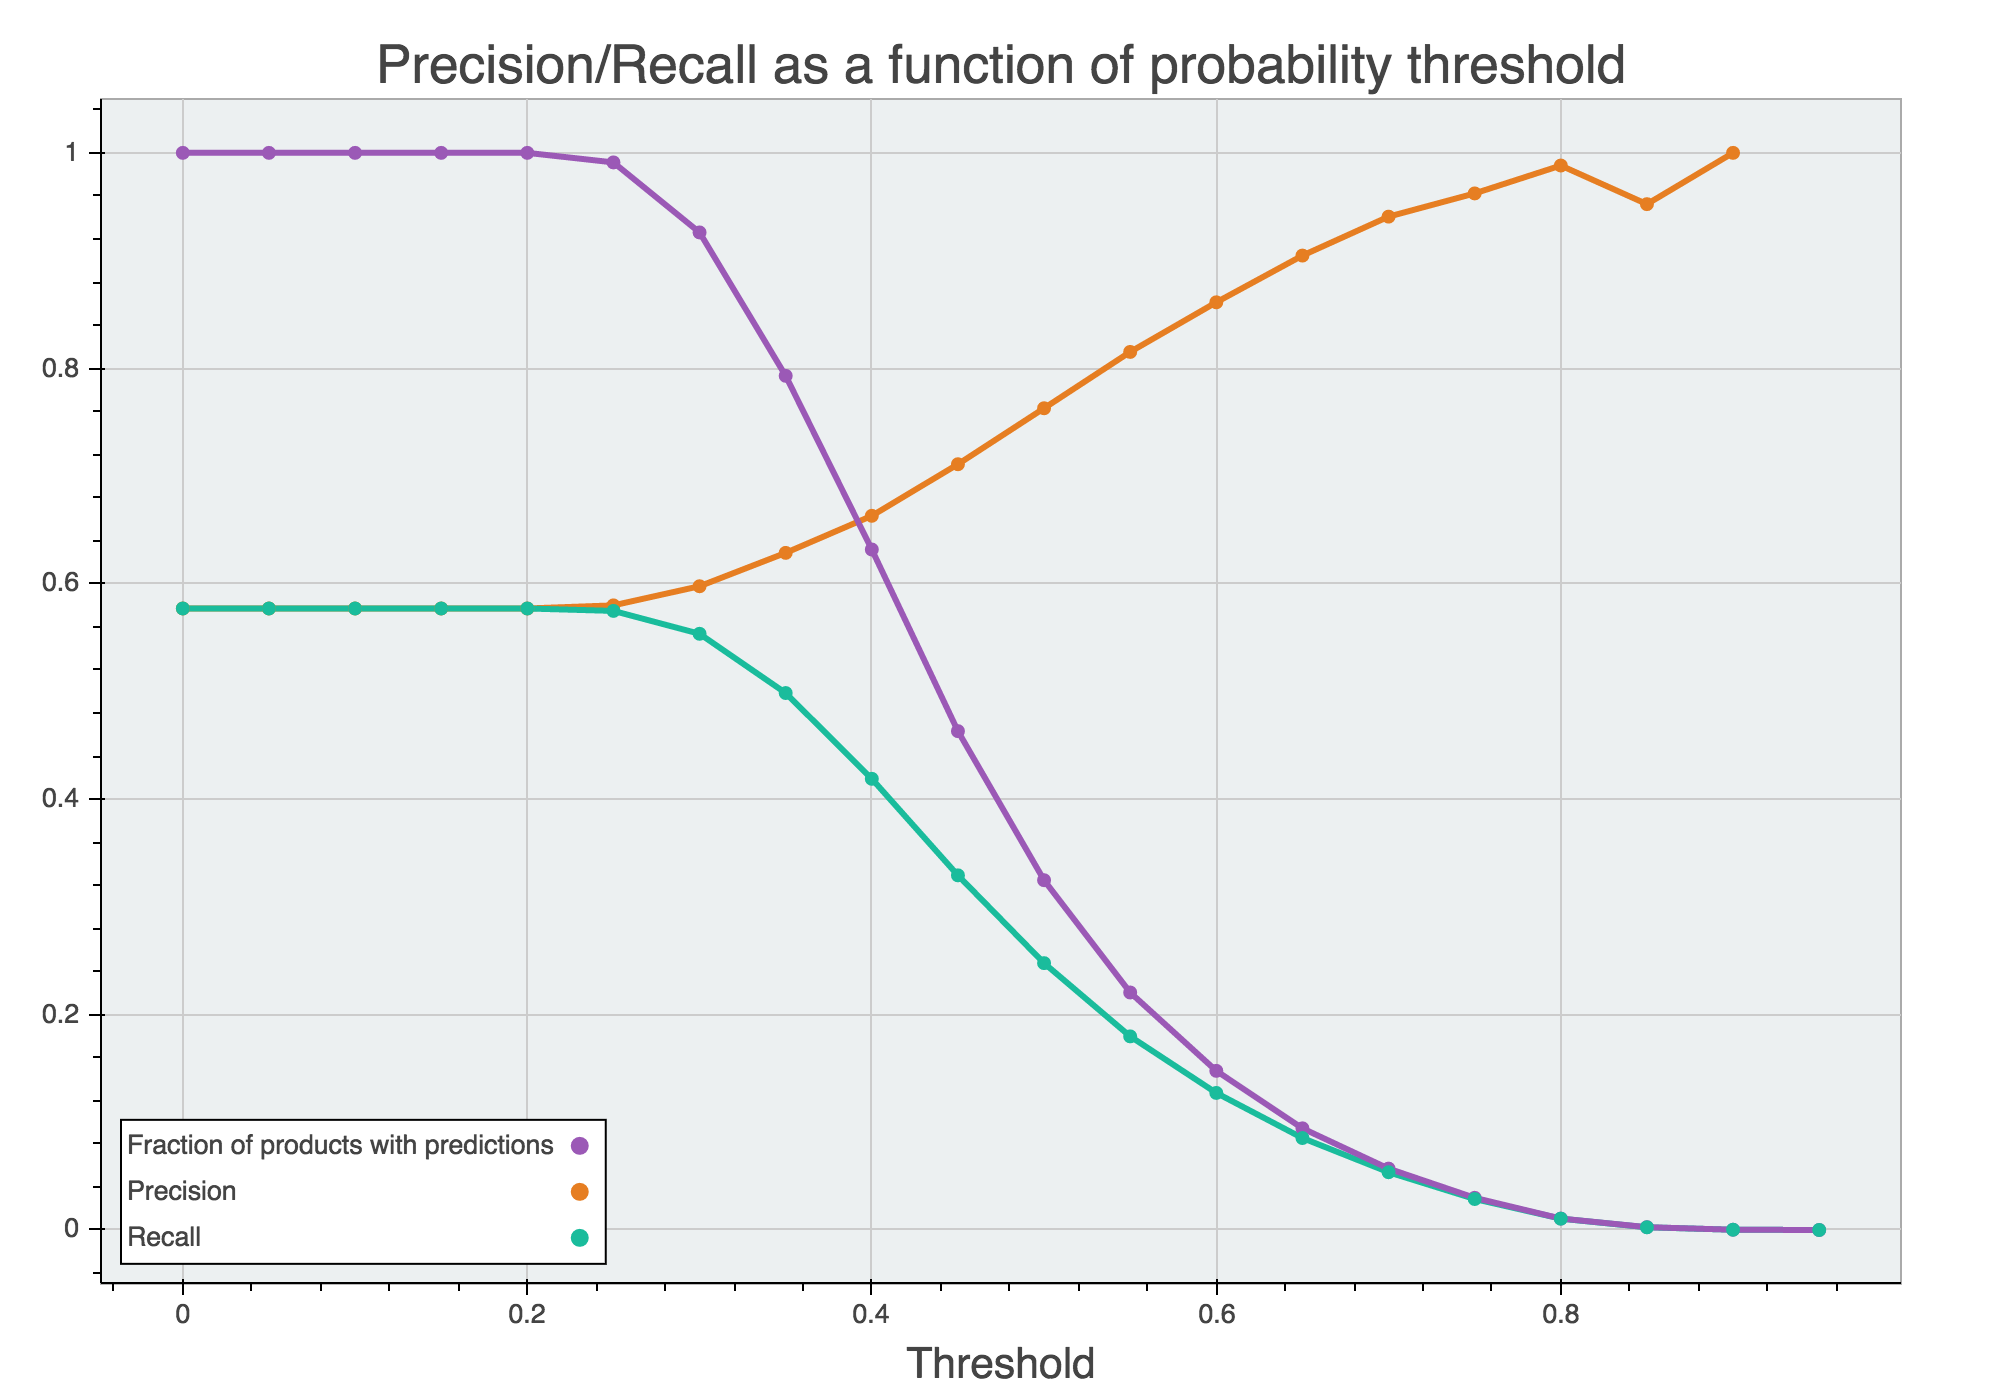 Precision/Recall as a function of probability threshold
1
0.8
0.6
0.4
0.2
0
Fraction of products with predictions
Precision
Recall
0 0.2 0.4 0.6 0.8
Threshold